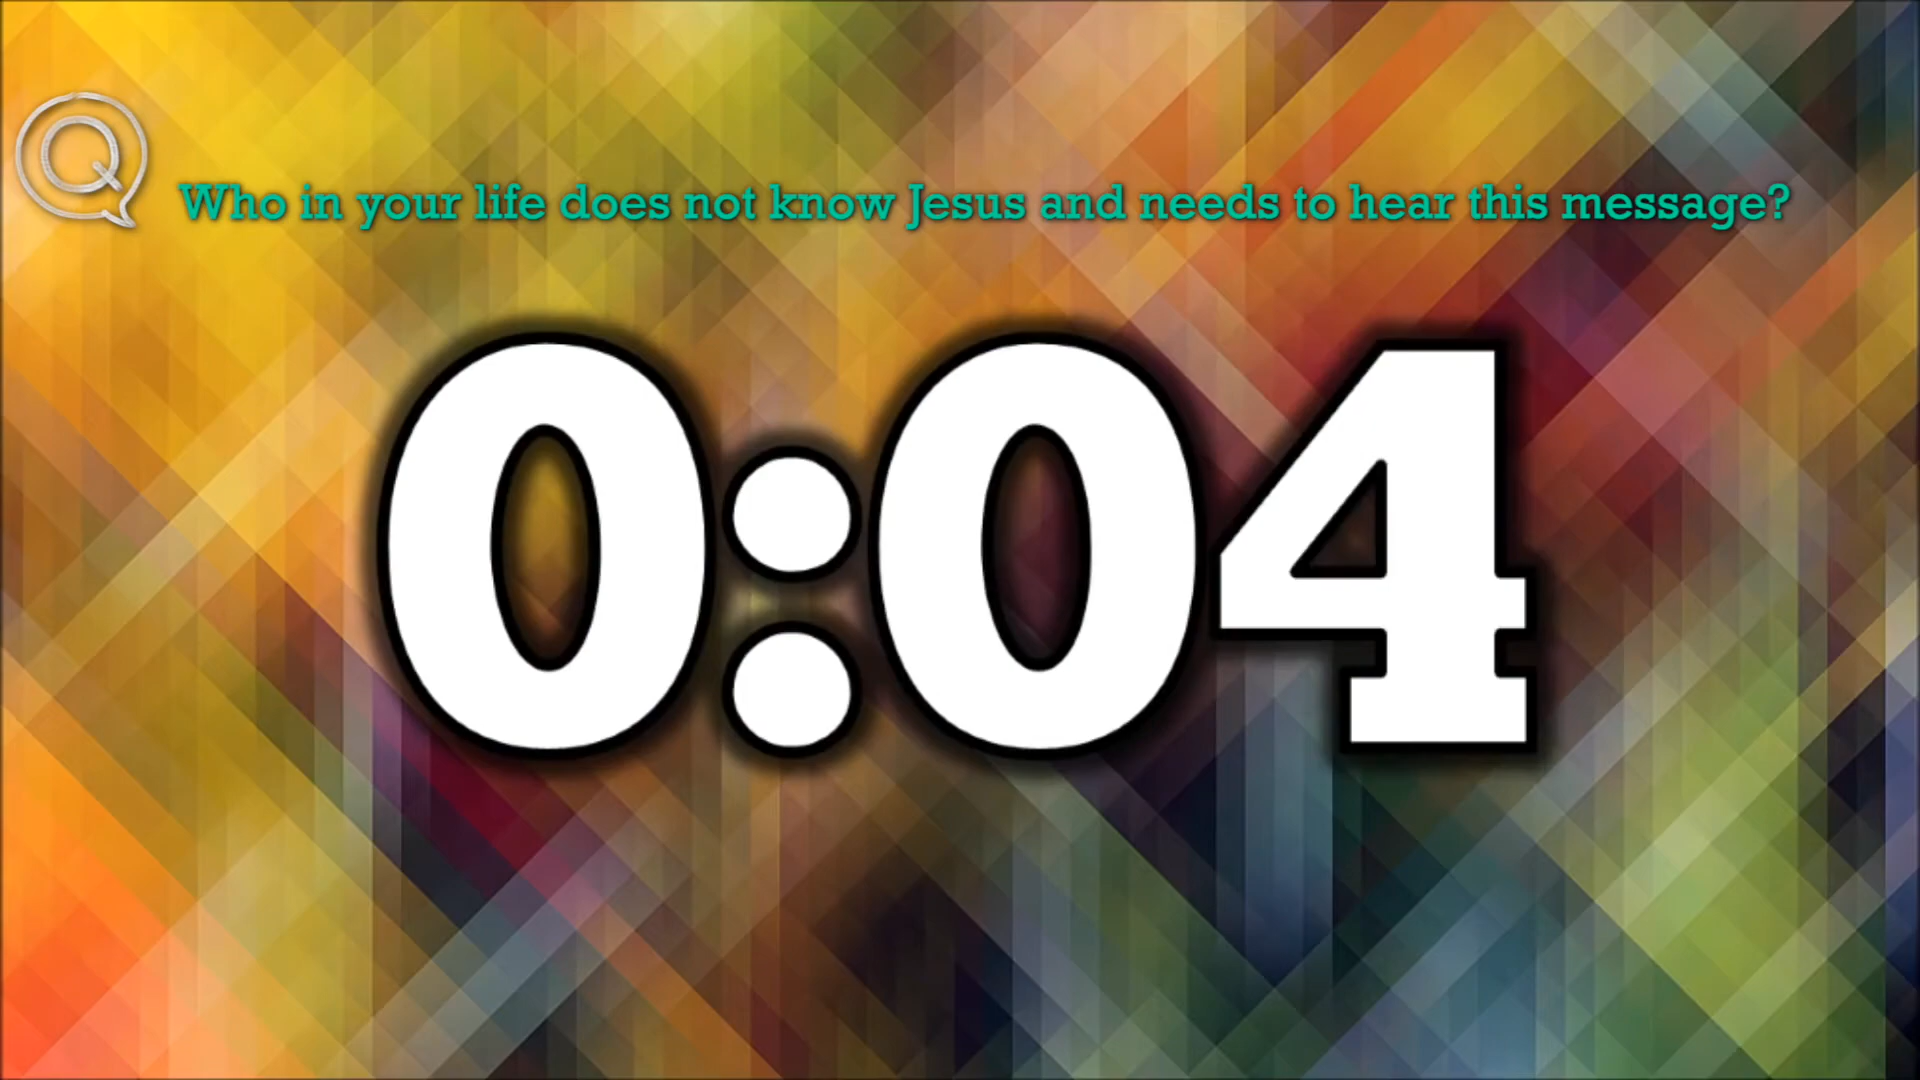 Q
Who in your life does not know Jesus and needs to hear this message?
0:04